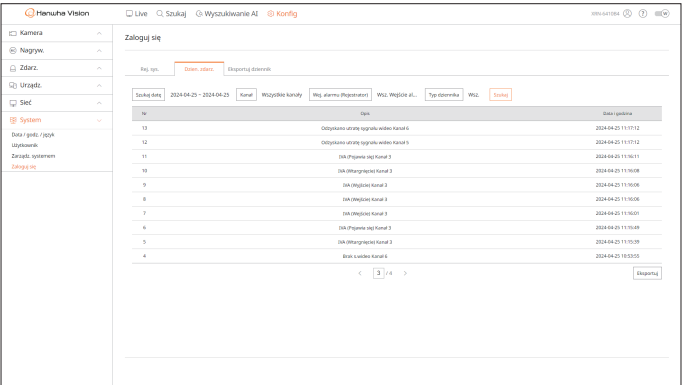 Hanwha Vision Live Szukaj Wyszukiwanie AI Konfig XRN-6410B4 ? W
Kamera
Nagryw.
Zdarz.
Urządz.
Sieć
System
Data / godz. / język
Użytkownik
Zarządz. systemem
Zaloguj się
Zaloguj się
Rej. sys. Dzien. zdarz. Eksportuj dziennik
Szukaj datę 2024-04-25 ~ 2024-04-25 Kanał Wszystkie kanały Wej. alarmu (Rejestrator) Wsz. Wejście al... Typ dziennika Wsz. Szukaj
Nr Opis Data i godzina
13 Odzyskano utratę sygnału wideo Kanał 6 2024-04-25 11:17:12
12 Odzyskano utratę sygnału wideo Kanał 5 2024-04-25 11:17:12
11 IVA (Pojawia się) Kanał 3 2024-04-25 11:16:11
10 IVA (Wtargnięcie) Kanał 3 2024-04-25 11:16:08
9 IVA (Wyjście) Kanał 3 2024-04-25 11:16:06
8 IVA (Wejście) Kanał 3 2024-04-25 11:16:06
7 IVA (Wejście) Kanał 3 2024-04-25 11:16:01
6 IVA (Pojawia się) Kanał 3 2024-04-25 11:15:49
5 IVA (Wtargnięcie) Kanał 3 2024-04-25 11:15:39
4 Brak s.wideo Kanał 6 2024-04-25 10:53:55
< 3 / 4 > Eksportuj